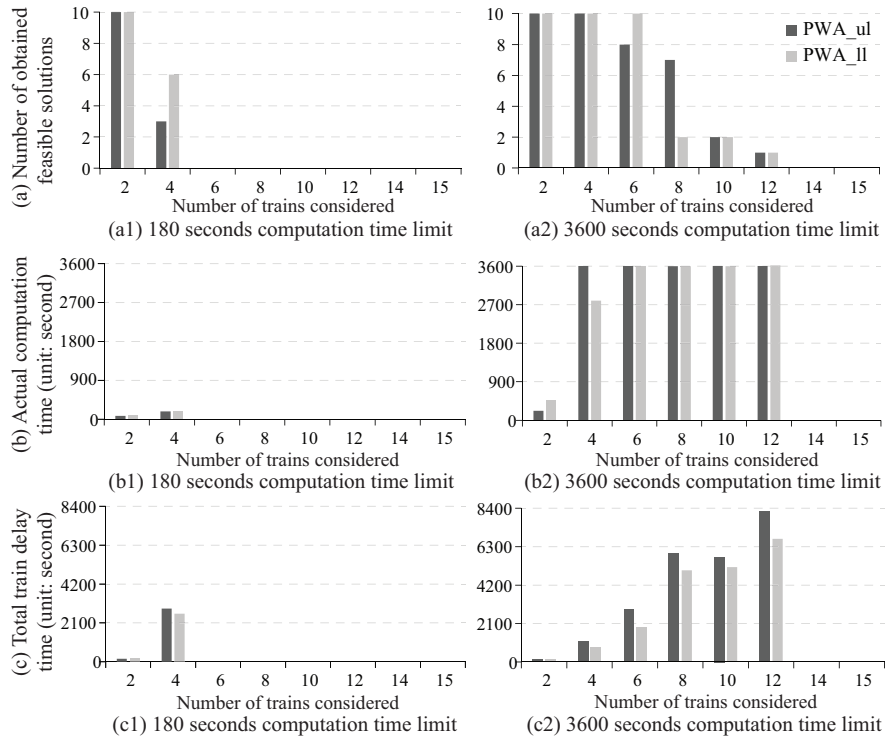 (a) Number of obtained
feasible solutions
10
8
6
4
2
0
2 4 6 8 10 12 14 15
Number of trains considered
(a1) 180 seconds computation time limit
10
8
6
4
2
0
PWA_ul
PWA_ll
2 4 6 8 10 12 14 15
Number of trains considered
(a2) 3600 seconds computation time limit
(b) Actual computation
time (unit: second)
3600
2700
1800
900
0
2 4 6 8 10 12 14 15
Number of trains considered
(b1) 180 seconds computation time limit
3600
2700
1800
900
0
2 4 6 8 10 12 14 15
Number of trains considered
(b2) 3600 seconds computation time limit
(c) Total train delay
time (unit: second)
8400
6300
4200
2100
0
2 4 6 8 10 12 14 15
Number of trains considered
(c1) 180 seconds computation time limit
8400
6300
4200
2100
0
2 4 6 8 10 12 14 15
Number of trains considered
(c2) 3600 seconds computation time limit